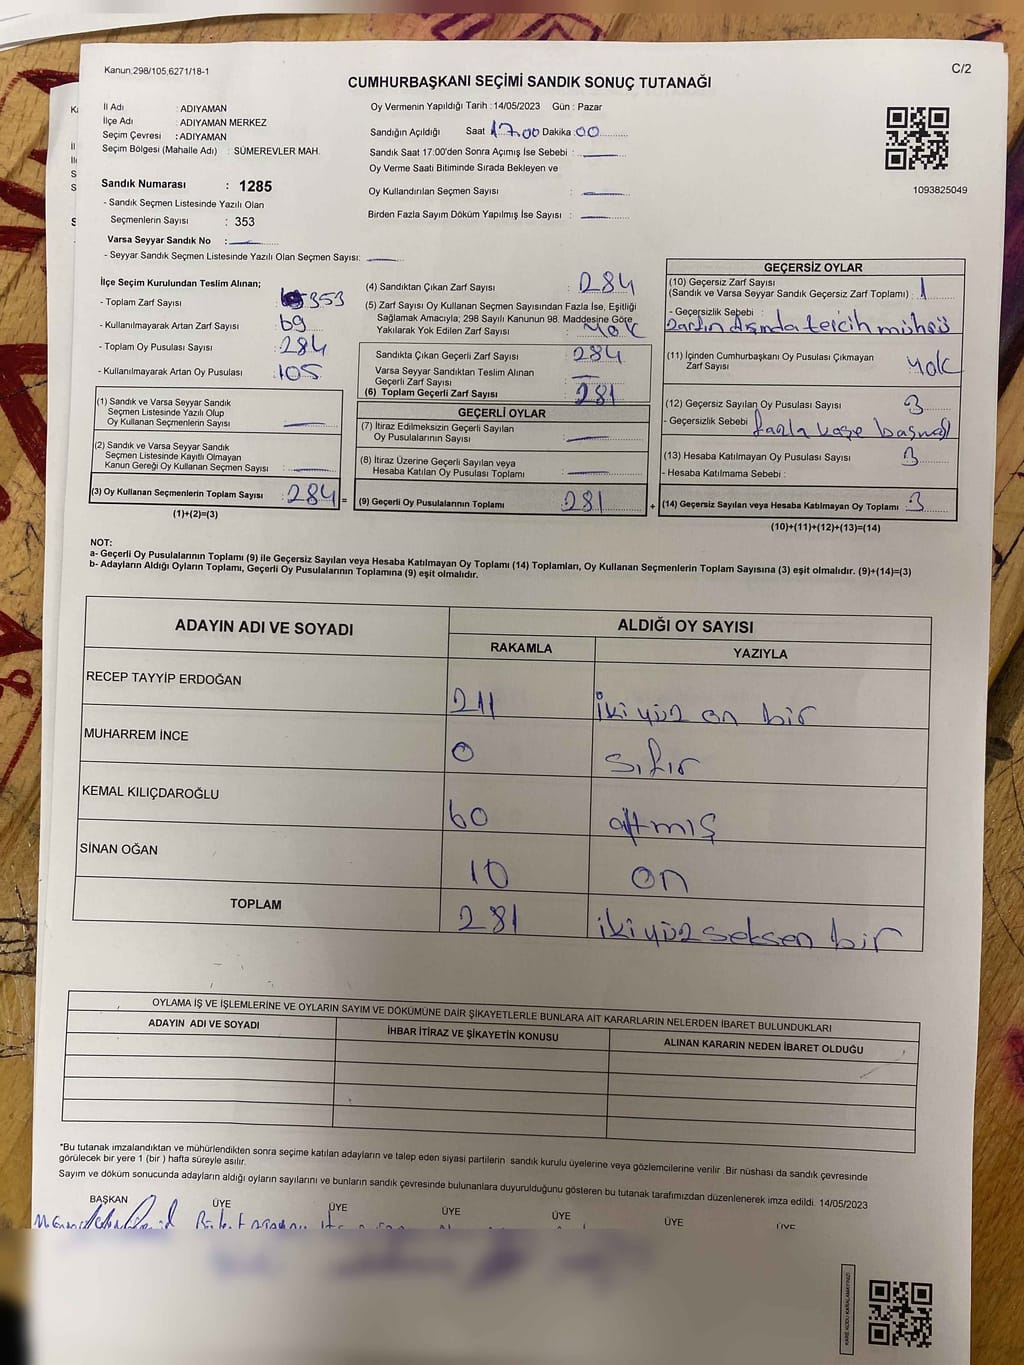 Kanun 298/105,6271/18-1
C/2
CUMHURBAŞKANI SEÇİMİ SANDIK SONUÇ TUTANAĞI
İl Adı : ADIYAMAN
İlçe Adı : ADIYAMAN MERKEZ
Seçim Çevresi : ADIYAMAN
Seçim Bölgesi (Mahalle Adı) : SÜMEREVLER MAH.
Sandık Numarası : 1285
- Sandık Seçmen Listesinde Yazılı Olan
Seçmenlerin Sayısı : 353
Varsa Seyyar Sandık No :
- Seyyar Sandık Seçmen Listesinde Yazılı Olan Seçmen Sayısı:
Oy Vermenin Yapıldığı Tarih : 14/05/2023 Gün : Pazar
Sandığın Açıldığı Saat 17.00 Dakika 00
Sandık Saat 17:00'den Sonra Açımış İse Sebebi :
Oy Verme Saati Bitiminde Sırada Bekleyen ve
Oy Kullandırılan Seçmen Sayısı :
Birden Fazla Sayım Döküm Yapılmış İse Sayısı :
1093825049
İlçe Seçim Kurulundan Teslim Alınan;
- Toplam Zarf Sayısı : 353
- Kullanılmayarak Artan Zarf Sayısı : 69
- Toplam Oy Pusulası Sayısı : 284
- Kullanılmayarak Artan Oy Pusulası : 105
(1) Sandık ve Varsa Seyyar Sandık
Seçmen Listesinde Yazılı Olup
Oy Kullanan Seçmenlerin Sayısı :
(2) Sandık ve Varsa Seyyar Sandık
Seçmen Listesinde Kayıtlı Olmayan
Kanun Gereği Oy Kullanan Seçmen Sayısı :
(3) Oy Kullanan Seçmenlerin Toplam Sayısı : 284 =
(1)+(2)=(3)
(4) Sandıktan Çıkan Zarf Sayısı : 284
(5) Zarf Sayısı Oy Kullanan Seçmen Sayısından Fazla İse, Eşitliği
Sağlamak Amacıyla; 298 Sayılı Kanunun 98. Maddesine Göre
Yakılarak Yok Edilen Zarf Sayısı : YOK
Sandıkta Çıkan Geçerli Zarf Sayısı : 284
Varsa Seyyar Sandıktan Teslim Alınan
Geçerli Zarf Sayısı :
(6) Toplam Geçerli Zarf Sayısı : 281
GEÇERLİ OYLAR
(7) İtiraz Edilmeksizin Geçerli Sayılan
Oy Pusulalarının Sayısı :
(8) İtiraz Üzerine Geçerli Sayılan veya
Hesaba Katılan Oy Pusulası Toplamı :
(9) Geçerli Oy Pusulalarının Toplamı : 281 +
GEÇERSİZ OYLAR
(10) Geçersiz Zarf Sayısı
(Sandık ve Varsa Seyyar Sandık Geçersiz Zarf Toplamı) : 1
- Geçersizlik Sebebi :
zarfın dışında tercih mührü
(11) İçinden Cumhurbaşkanı Oy Pusulası Çıkmayan
Zarf Sayısı : YOK
(12) Geçersiz Sayılan Oy Pusulası Sayısı : 3
- Geçersizlik Sebebi : fazla kaşe
(13) Hesaba Katılmayan Oy Pusulası Sayısı : 3
- Hesaba Katılmama Sebebi :
(14) Geçersiz Sayılan veya Hesaba Katılmayan Oy Toplamı : 3
(10)+(11)+(12)+(13)=(14)
NOT:
a- Geçerli Oy Pusulalarının Toplamı (9) ile Geçersiz Sayılan veya Hesaba Katılmayan Oy Toplamı (14) Toplamları, Oy Kullanan Seçmenlerin Toplam Sayısına (3) eşit olmalıdır. (9)+(14)=(3)
b- Adayların Aldığı Oyların Toplamı, Geçerli Oy Pusulalarının Toplamına (9) eşit olmalıdır.
ADAYIN ADI VE SOYADI ALDIĞI OY SAYISI
RAKAMLA YAZIYLA
RECEP TAYYİP ERDOĞAN 211 iki yüz on bir
MUHARREM İNCE 0 sıfır
KEMAL KILIÇDAROĞLU 60 altmış
SİNAN OĞAN 10 on
TOPLAM 281 iki yüz seksen bir
OYLAMA İŞ VE İŞLEMLERİNE VE OYLARIN SAYIM VE DÖKÜMÜNE DAİR ŞİKAYETLERLE BUNLARA AİT KARARLARIN NELERDEN İBARET BULUNDUKLARI
ADAYIN ADI VE SOYADI İHBAR İTİRAZ VE ŞİKAYETİN KONUSU ALINAN KARARIN NEDEN İBARET OLDUĞU
*Bu tutanak imzalandıktan ve mühürlendikten sonra seçime katılan adayların ve talep eden siyasi partilerin sandık kurulu üyelerine veya gözlemcilerine verilir .Bir nüshası da sandık çevresinde
görülecek bir yere 1 (bir ) hafta süreyle asılır.
Sayım ve döküm sonucunda adayların aldığı oyların sayılarını ve bunların sandık çevresinde bulunanlara duyurulduğunu gösteren bu tutanak tarafımızdan düzenlenerek imza edildi. 14/05/2023
BAŞKAN ÜYE ÜYE ÜYE ÜYE ÜYE ÜYE